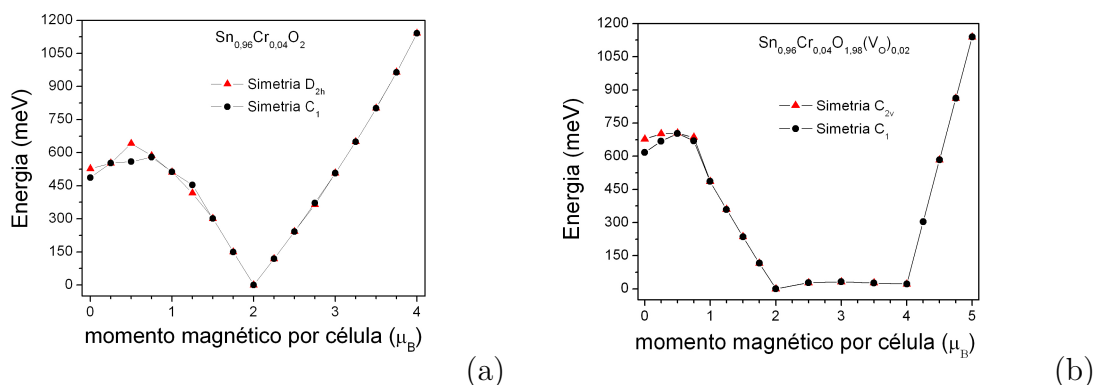 Sn0,96Cr0,04O2
Simetria D2h
Simetria C1
Energia (meV)
1200
1050
900
750
600
450
300
150
0
0 1 2 3 4
momento magnético por célula (μB)
(a)
Sn0,96Cr0,04O1,98(VO)0,02
Simetria C2v
Simetria C1
Energia (meV)
1200
1050
900
750
600
450
300
150
0
0 1 2 3 4 5
momento magnético por célula (μB)
(b)